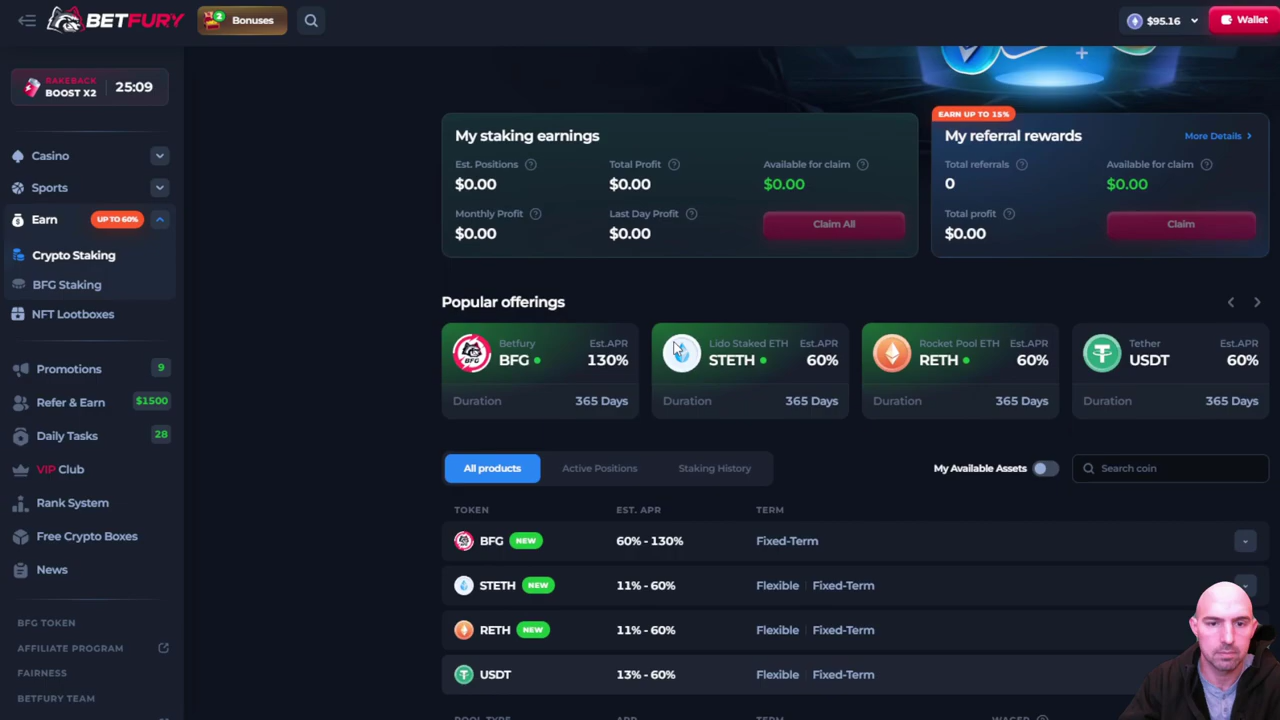 BETFURY
2
Bonuses
$95.16
Wallet
RAKEBACK
BOOST X2
25:09
Casino
Sports
Earn
UP TO 60%
Crypto Staking
BFG Staking
NFT Lootboxes
Promotions
9
Refer & Earn
$1500
Daily Tasks
28
VIP Club
Rank System
Free Crypto Boxes
News
BFG TOKEN
AFFILIATE PROGRAM
FAIRNESS
BETFURY TEAM
My staking earnings
Est. Positions
$0.00
Total Profit
$0.00
Available for claim
$0.00
Monthly Profit
$0.00
Last Day Profit
$0.00
Claim All
EARN UP TO 15%
My referral rewards
More Details
Total referrals
0
Available for claim
$0.00
Total profit
$0.00
Claim
Popular offerings
Betfury
BFG
Est.APR
130%
Duration
365 Days
Lido Staked ETH
STETH
Est.APR
60%
Duration
365 Days
Rocket Pool ETH
RETH
Est.APR
60%
Duration
365 Days
Tether
USDT
Est.APR
60%
Duration
365 Days
All products
Active Positions
Staking History
My Available Assets
Search coin
TOKEN EST. APR TERM
BFG NEW 60% - 130% Fixed-Term
STETH NEW 11% - 60% Flexible Fixed-Term
RETH NEW 11% - 60% Flexible Fixed-Term
USDT 13% - 60% Flexible Fixed-Term
POOL TYPE APR TERM WAGER